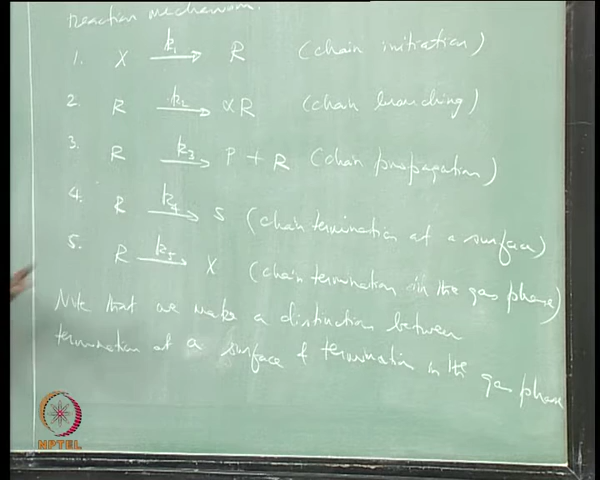 Reaction mechanism.
1. X k₁→ R (chain initiation)
2. R k₂→ αR (chain branching)
3. R k₃→ P + R (chain propagation)
4. R k₄→ S (chain termination at a surface)
5. R k₅→ X (chain termination in the gas phase)
Note that we make a distinction between
termination at a surface & termination in the gas phase
NPTEL